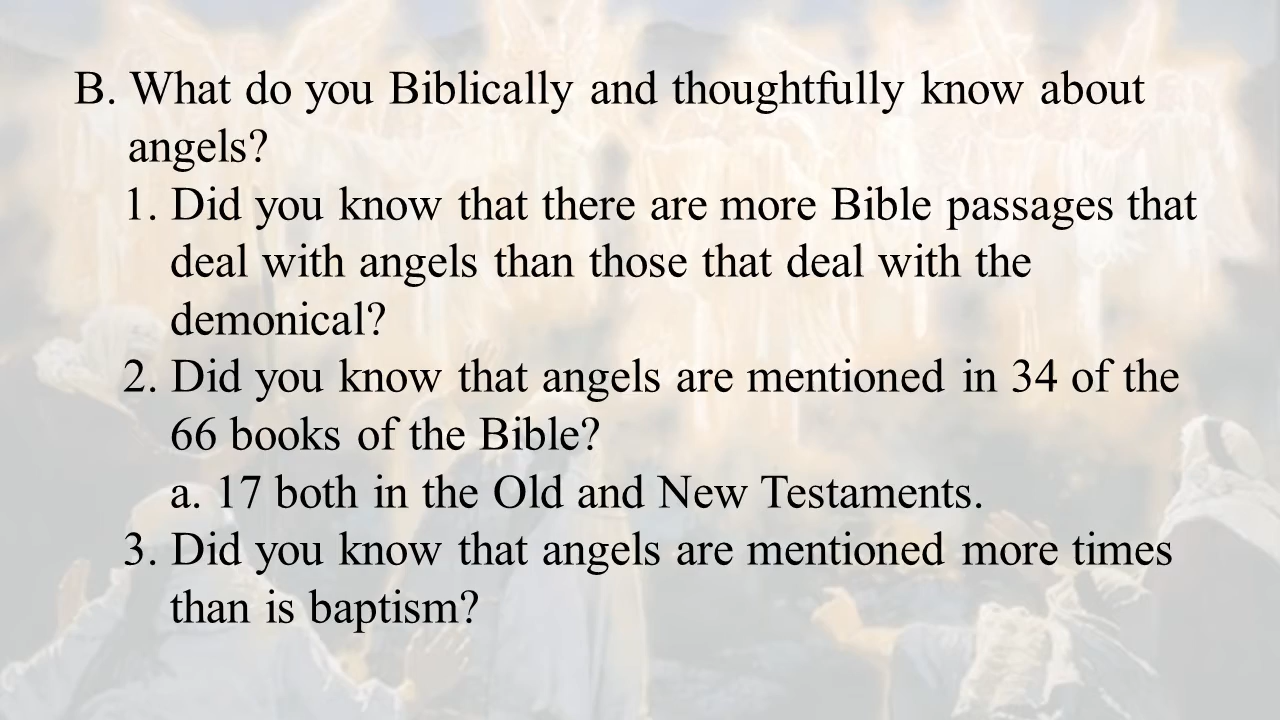 B. What do you Biblically and thoughtfully know about
angels?
1. Did you know that there are more Bible passages that
deal with angels than those that deal with the
demonical?
2. Did you know that angels are mentioned in 34 of the
66 books of the Bible?
a. 17 both in the Old and New Testaments.
3. Did you know that angels are mentioned more times
than is baptism?